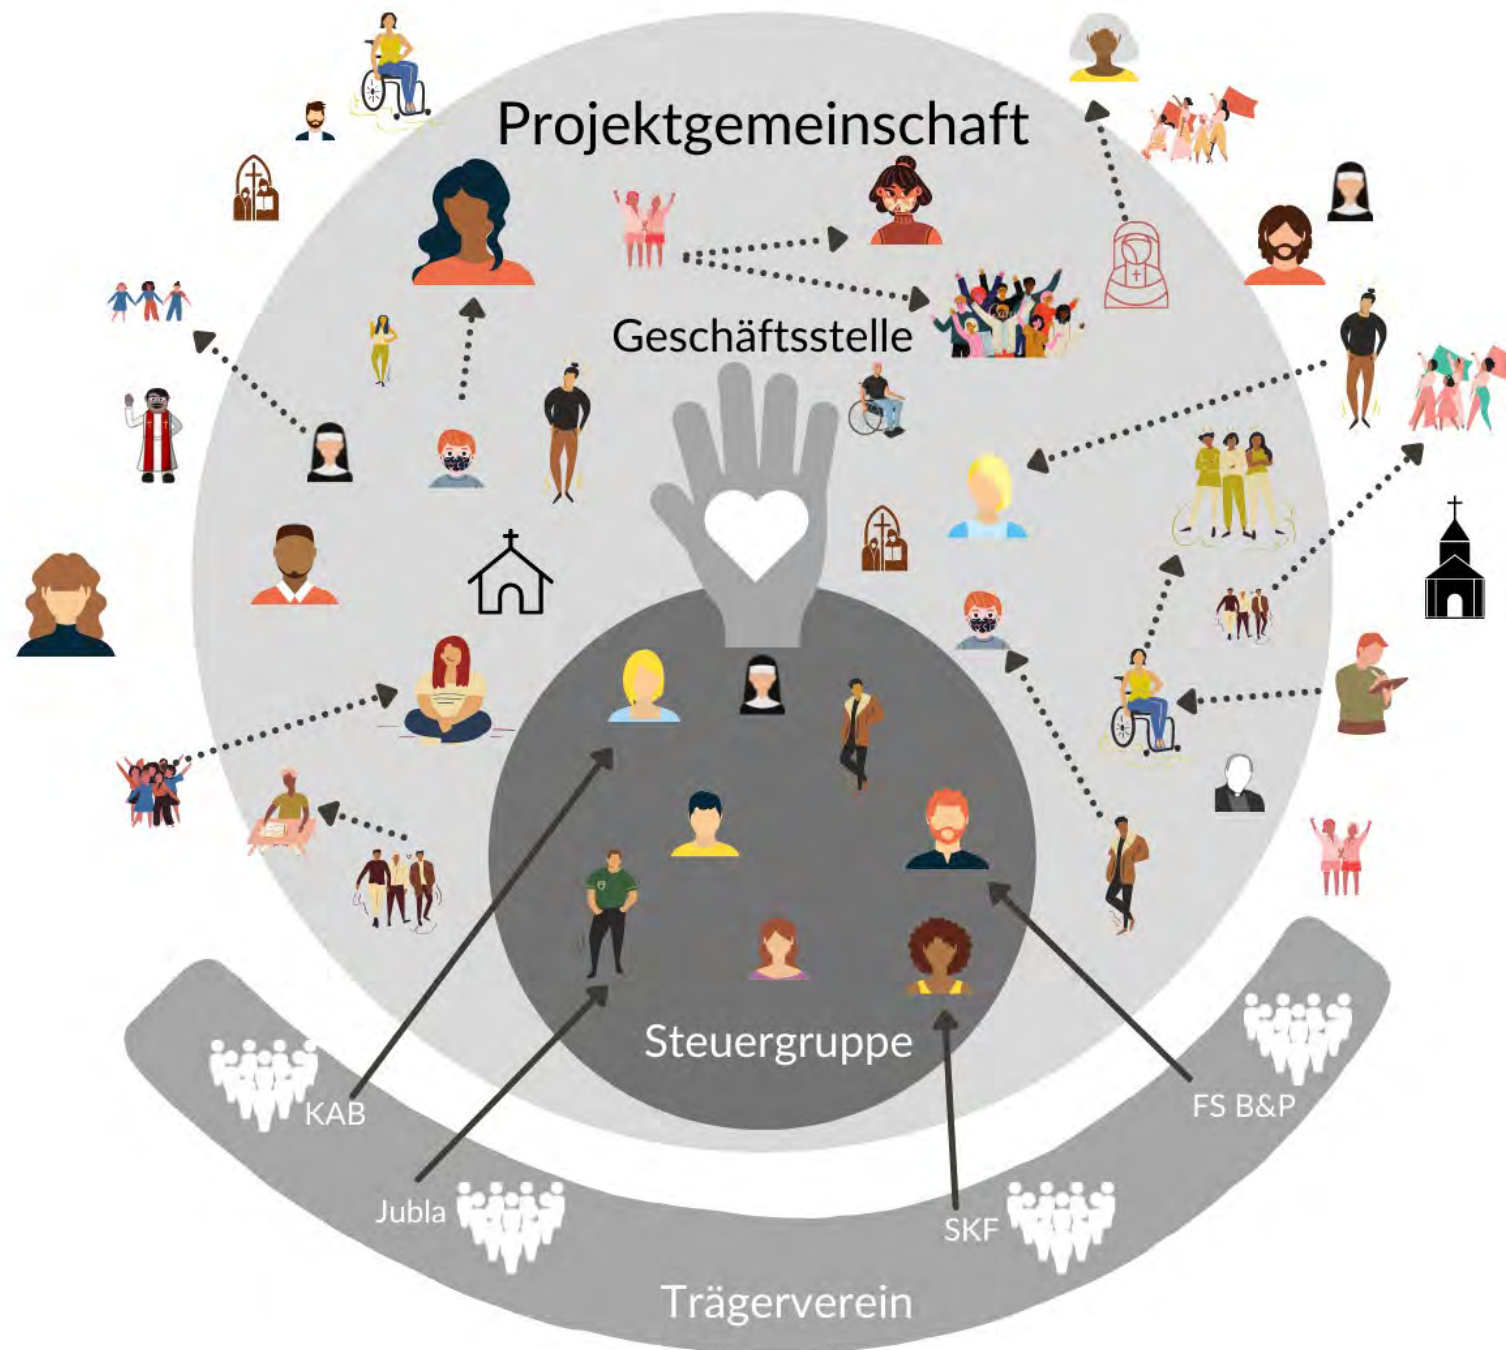 Projektgemeinschaft
Geschäftsstelle
Steuergruppe
KAB
FS B&P
Jubla
SKF
Trägerverein